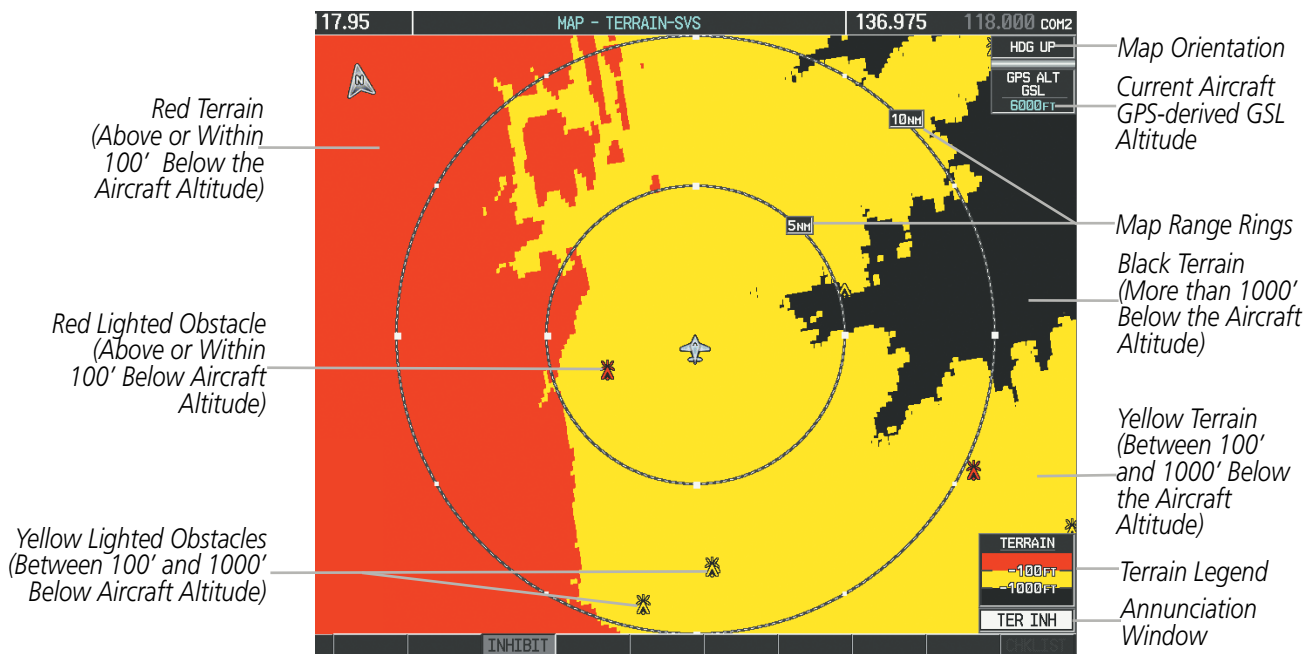 17.95 MAP - TERRAIN-SVS 136.975 118.000 COM2
HDG UP
GPS ALT
GSL
6000FT
N
10NM
5NM
Red Terrain
(Above or Within
100' Below the
Aircraft Altitude)
Red Lighted Obstacle
(Above or Within
100' Below Aircraft
Altitude)
Yellow Lighted Obstacles
(Between 100' and 1000'
Below Aircraft Altitude)
Map Orientation
Current Aircraft
GPS-derived GSL
Altitude
Map Range Rings
Black Terrain
(More than 1000'
Below the Aircraft
Altitude)
Yellow Terrain
(Between 100'
and 1000' Below
the Aircraft
Altitude)
Terrain Legend
Annunciation
Window
TERRAIN
-100FT
-1000FT
TER INH
INHIBIT
CHKLIST